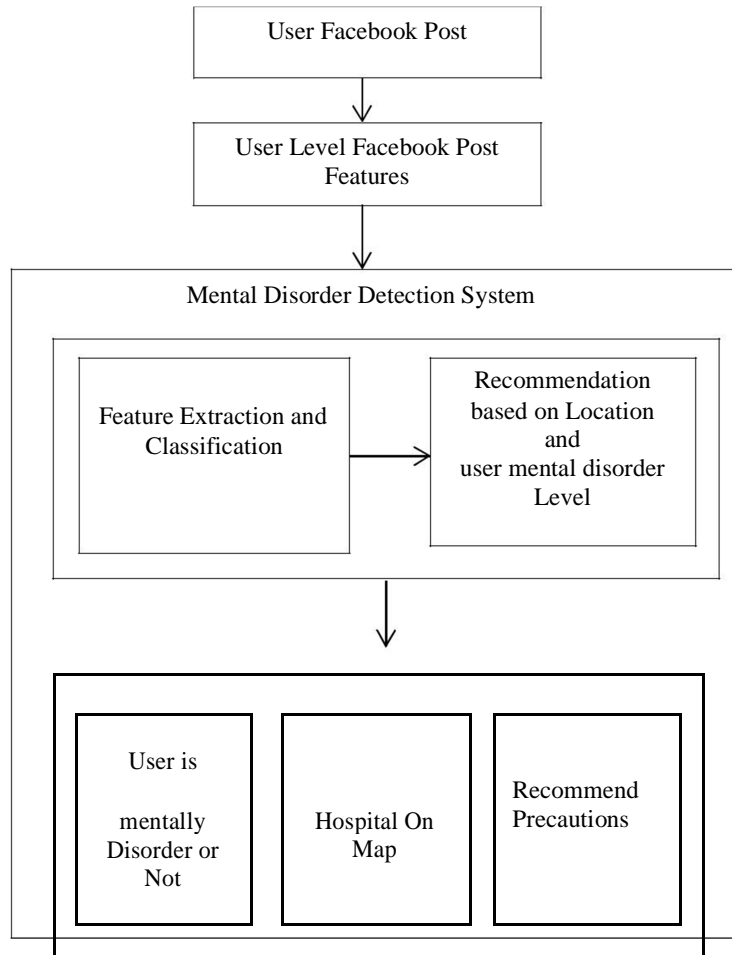 User Facebook Post
User Level Facebook Post
Features
Mental Disorder Detection System
Feature Extraction and
Classification
Recommendation
based on Location
and
user mental disorder
Level
User is
mentally
Disorder or
Not
Hospital On
Map
Recommend
Precautions